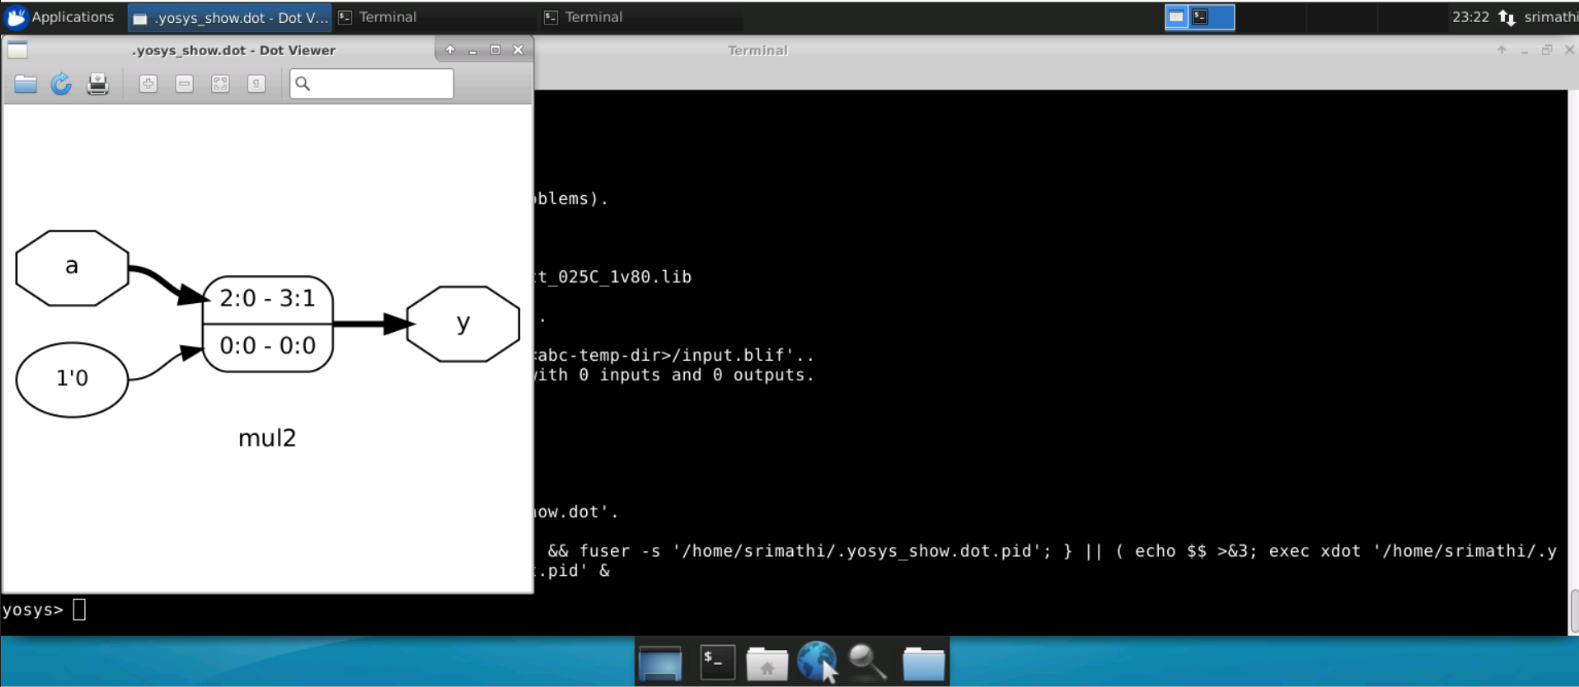 Applications
.yosys_show.dot - Dot V...
Terminal
Terminal
23:22
srimathi
.yosys_show.dot - Dot Viewer
Terminal
a
2:0 - 3:1
0:0 - 0:0
y
1'0
mul2
oblems).
t_025C_1v80.lib
.
<abc-temp-dir>/input.blif'..
with 0 inputs and 0 outputs.
how.dot'.
&& fuser -s '/home/srimathi/.yosys_show.dot.pid'; } || ( echo $$ >&3; exec xdot '/home/srimathi/.y
.pid' &
yosys>